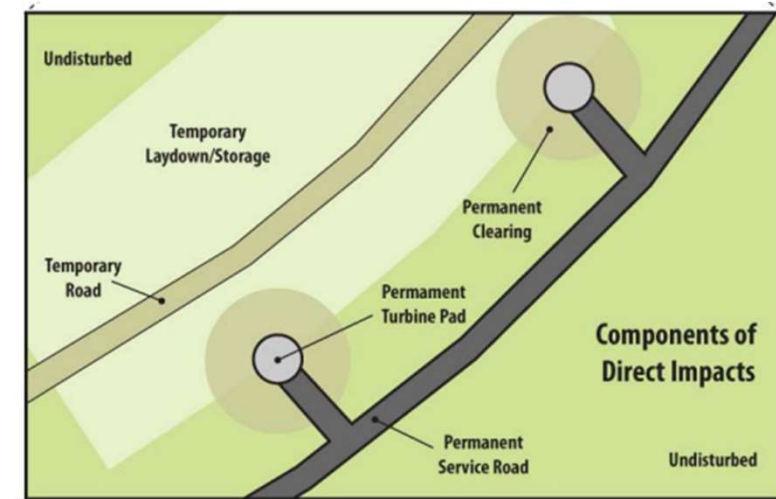 Undisturbed
Temporary
Laydown/Storage
Permanent
Clearing
Temporary
Road
Permament
Turbine Pad
Components of
Direct Impacts
Permanent
Service Road
Undisturbed